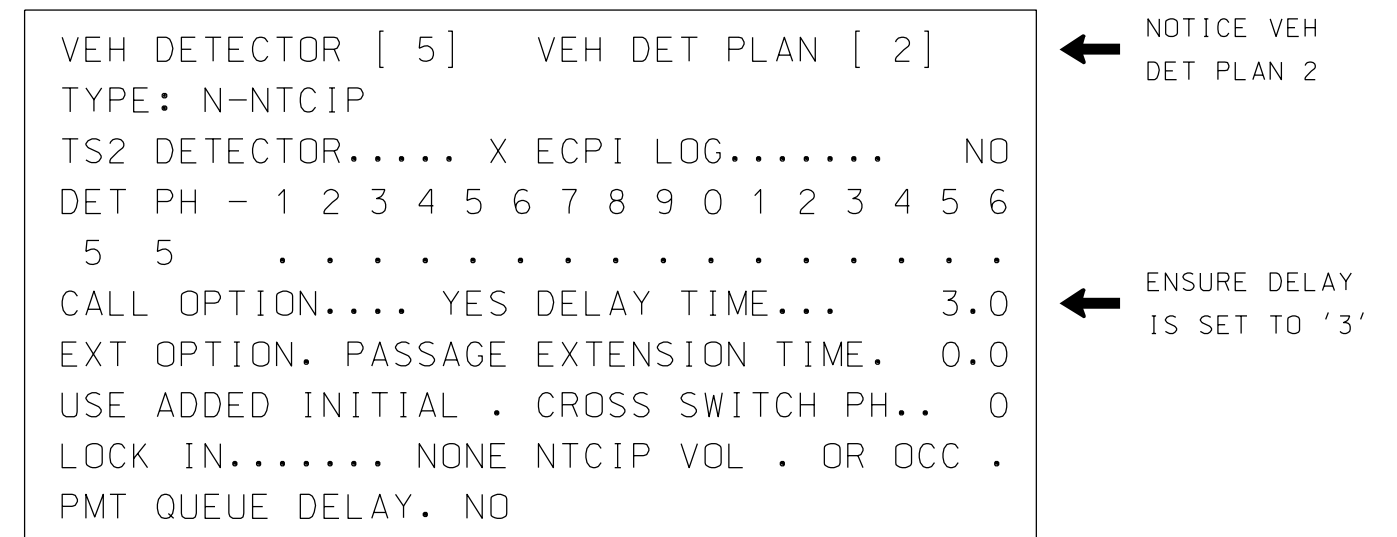 VEH DETECTOR [ 5] VEH DET PLAN [ 2]
TYPE: N-NTCIP
TS2 DETECTOR..... X ECPI LOG....... NO
DET PH - 1 2 3 4 5 6 7 8 9 0 1 2 3 4 5 6
5 5 . . . . . . . . . . . . . . . .
CALL OPTION.... YES DELAY TIME... 3.0
EXT OPTION. PASSAGE EXTENSION TIME. 0.0
USE ADDED INITIAL . CROSS SWITCH PH.. 0
LOCK IN....... NONE NTCIP VOL . OR OCC .
PMT QUEUE DELAY. NO
NOTICE VEH
DET PLAN 2
ENSURE DELAY
IS SET TO '3'